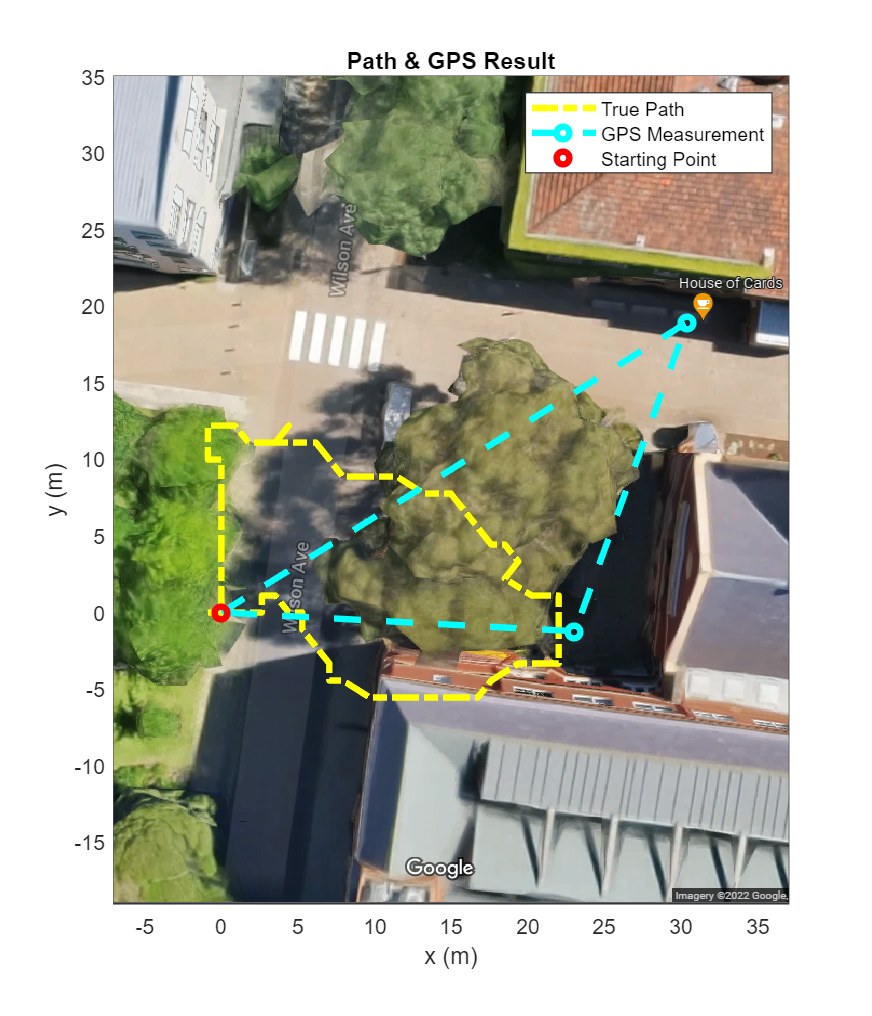 Path & GPS Result
35
30
25
20
15
10
5
0
-5
-10
-15
y (m)
True Path
GPS Measurement
Starting Point
Wilson Ave
House of Cards
Wilson Ave
Google
Imagery ©2022 Google,
-5
0
5
10
15
20
25
30
35
x (m)